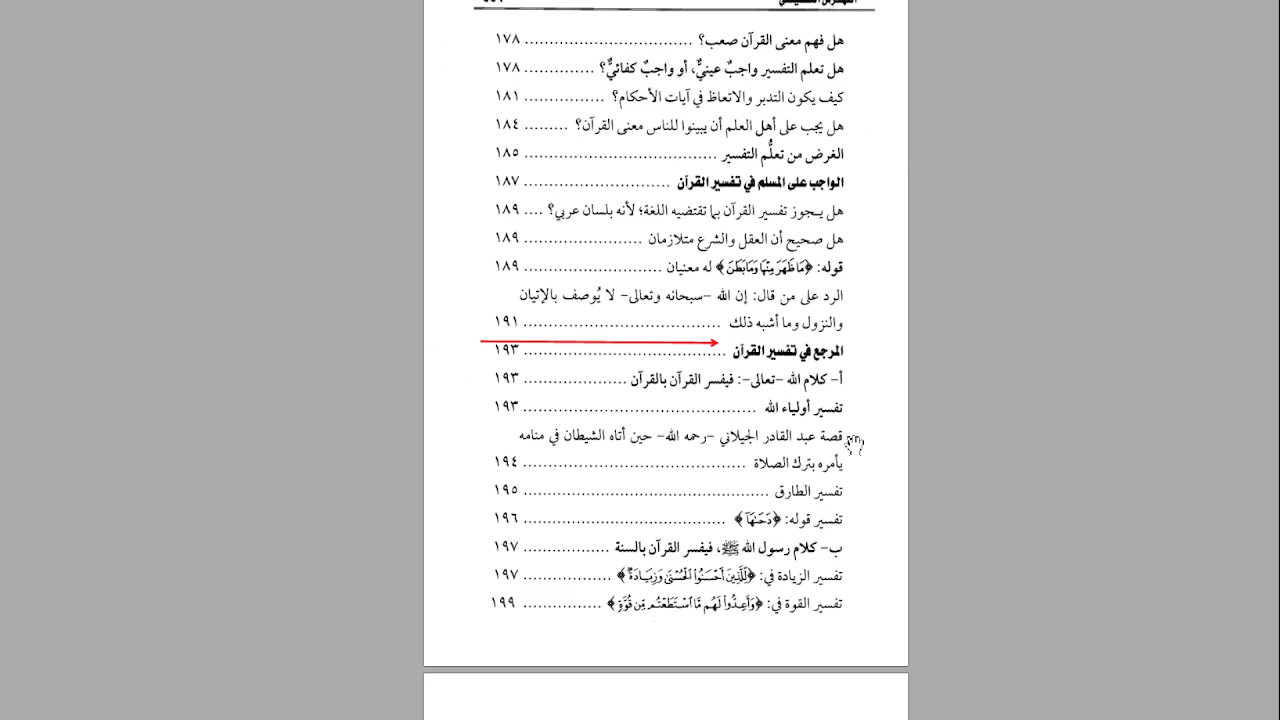 هل فهم معنى القرآن صعب؟ ................................. ١٧٨
هل تعلم التفسير واجبٌ عينيٌّ، أو واجبٌ كفائيٌّ؟ .............. ١٧٨
كيف يكون التدبر والاتعاظ في آيات الأحكام؟ ................ ١٨١
هل يجب على أهل العلم أن يبينوا للناس معنى القرآن؟ ......... ١٨٤
الغرض من تعلُّم التفسير ...................................... ١٨٥
الواجب على المسلم في تفسير القرآن ............................. ١٨٧
هل يـجوز تفسير القرآن بما تقتضيه اللغة؛ لأنه بلسان عربي؟ .... ١٨٩
هل صحيح أن العقل والشرع متلازمان ........................ ١٨٩
قوله: ﴿مَا ظَهَرَ مِنْهَا وَمَا بَطَنَ﴾ له معنيان ............................ ١٨٩
الرد على من قال: إن الله -سبحانه وتعالى- لا يُوصف بالإتيان
والنزول وما أشبه ذلك ........................................ ١٩١
المرجع في تفسير القرآن ......................................... ١٩٣
أ- كلام الله -تعالى-: فيفسر القرآن بالقرآن ..................... ١٩٣
تفسير أولياء الله ............................................... ١٩٣
قصة عبد القادر الجيلاني -رحمه الله- حين أتاه الشيطان في منامه
يأمره بترك الصلاة ............................................. ١٩٤
تفسير الطارق .................................................. ١٩٥
تفسير قوله: ﴿دَحَىٰهَآ﴾ ......................................... ١٩٦
ب- كلام رسول الله ﷺ، فيفسر القرآن بالسنة ................. ١٩٧
تفسير الزيادة في: ﴿لِّلَّذِينَ أَحْسَنُوا۟ ٱلْحُسْنَىٰ وَزِيَادَةٌ﴾ .................. ١٩٧
تفسير القوة في: ﴿وَأَعِدُّوا۟ لَهُم مَّا ٱسْتَطَعْتُم مِّن قُوَّةٍ﴾ ................ ١٩٩